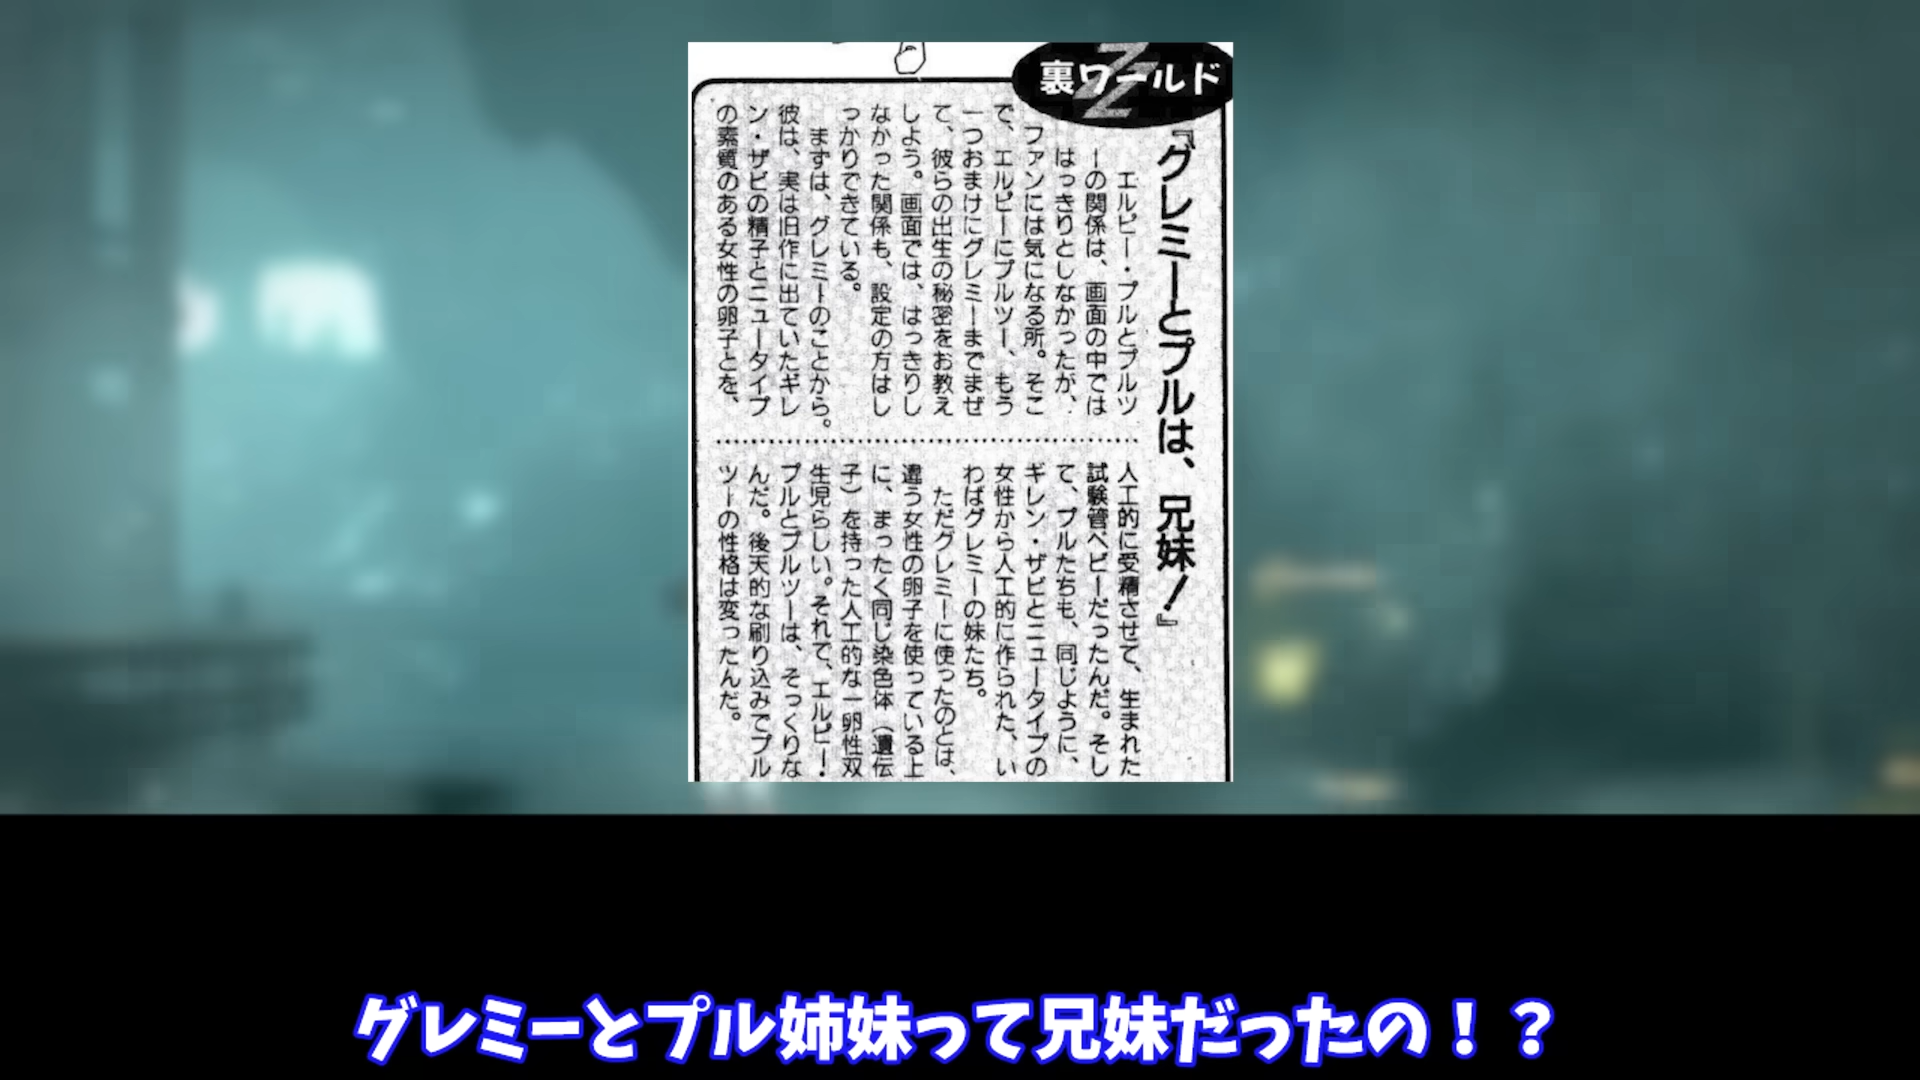 裏ワールド
ZZ
『グレミーとプルは、兄妹！』
エルピー・プルとプルツ
ーの関係は、画面の中では
はっきりとしなかったが、
ファンには気になる所。そこ
で、エルピーにプルツー、もう
一つおまけにグレミーまでまぜ
て、彼らの出生の秘密をお教え
しよう。画面では、はっきりし
なかった関係も、設定の方はし
っかりできている。
まずは、グレミーのことから。
彼は、実は旧作に出ていたギレ
ン・ザビの精子とニュータイプ
の素質のある女性の卵子とを、
人工的に受精させて、生まれた
試験管ベビーだったんだ。そし
て、プルたちも、同じように、
ギレン・ザビとニュータイプの
女性から人工的に作られた、い
わばグレミーの妹たち。
ただグレミーに使ったのとは、
違う女性の卵子を使っている上
に、まったく同じ染色体（遺伝
子）を持った人工的な一卵性双
生児らしい。それで、エルピー・
プルとプルツーは、そっくりな
んだ。後天的な刷り込みでプル
ツーの性格は変ったんだ。
グレミーとプル姉妹って兄妹だったの！？